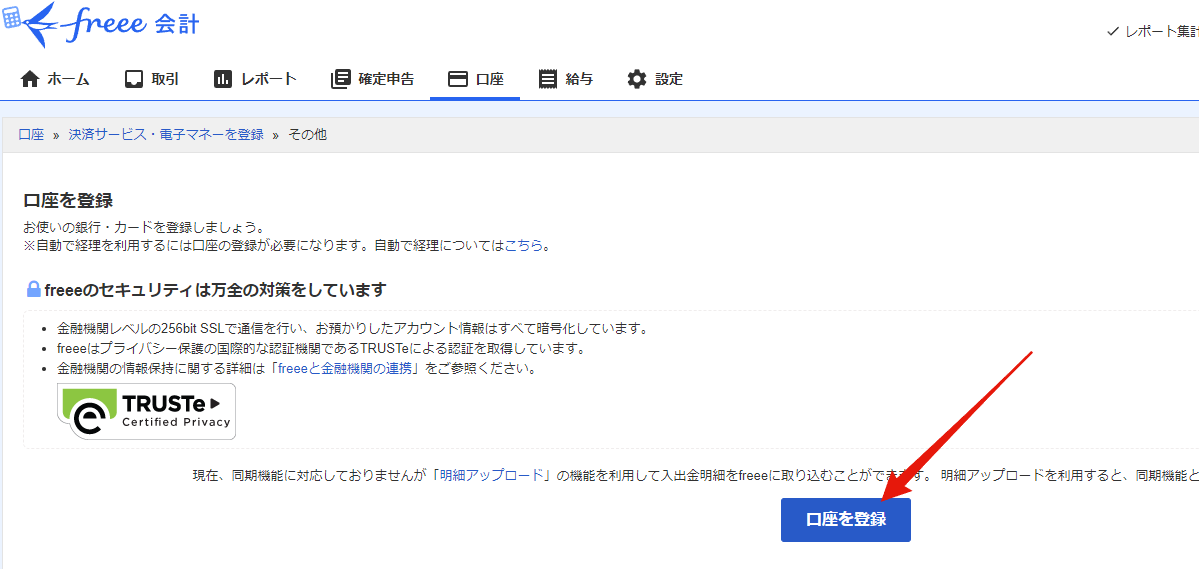 freee 会計
レポート集計
ホーム 取引 レポート 確定申告 口座 給与 設定
口座 » 決済サービス・電子マネーを登録 » その他
口座を登録
お使いの銀行・カードを登録しましょう。
※自動で経理を利用するには口座の登録が必要になります。自動で経理についてはこちら。
freeeのセキュリティは万全の対策をしています
• 金融機関レベルの256bit SSLで通信を行い、お預かりしたアカウント情報はすべて暗号化しています。
• freeeはプライバシー保護の国際的な認証機関であるTRUSTeによる認証を取得しています。
• 金融機関の情報保持に関する詳細は「freeeと金融機関の連携」をご参照ください。
TRUSTe
Certified Privacy
現在、同期機能に対応しておりませんが「明細アップロード」の機能を利用して入出金明細をfreeeに取り込むことができます。 明細アップロードを利用すると、同期機能と
口座を登録